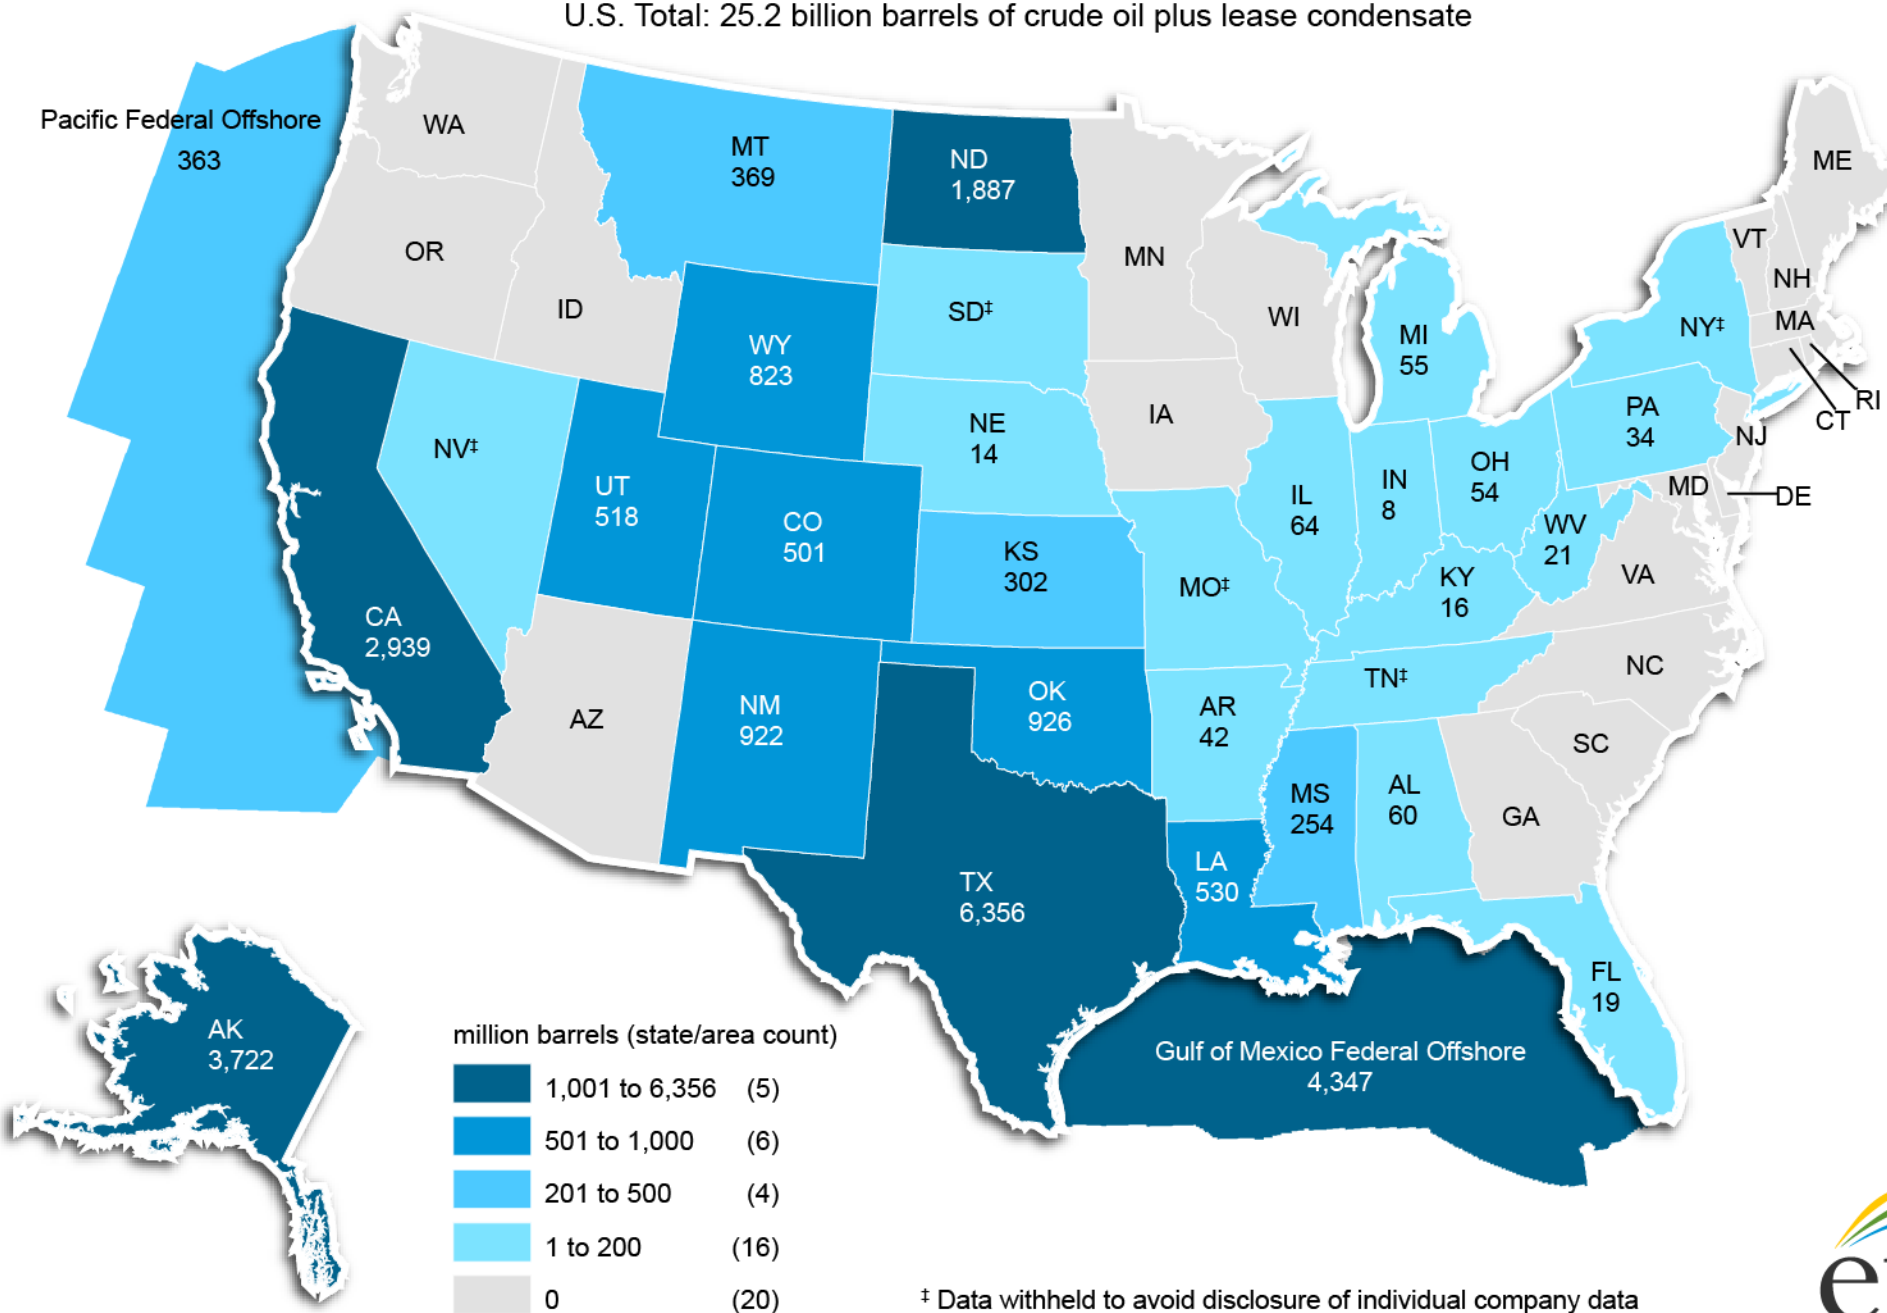 U.S. Total: 25.2 billion barrels of crude oil plus lease condensate
Pacific Federal Offshore
363
WA
MT
369
ND
1,887
MN
ME
OR
ID
WY
823
SD‡
WI
MI
55
VT
NH
NY‡
MA
RI
CT
NV‡
UT
518
CO
501
NE
14
IA
IL
64
IN
8
OH
54
PA
34
NJ
MD
DE
WV
21
VA
KS
302
MO‡
KY
16
CA
2,939
AZ
NM
922
OK
926
AR
42
TN‡
NC
SC
MS
254
AL
60
GA
TX
6,356
LA
530
FL
19
AK
3,722
Gulf of Mexico Federal Offshore
4,347
million barrels (state/area count)
1,001 to 6,356 (5)
501 to 1,000 (6)
201 to 500 (4)
1 to 200 (16)
0 (20)
‡ Data withheld to avoid disclosure of individual company data